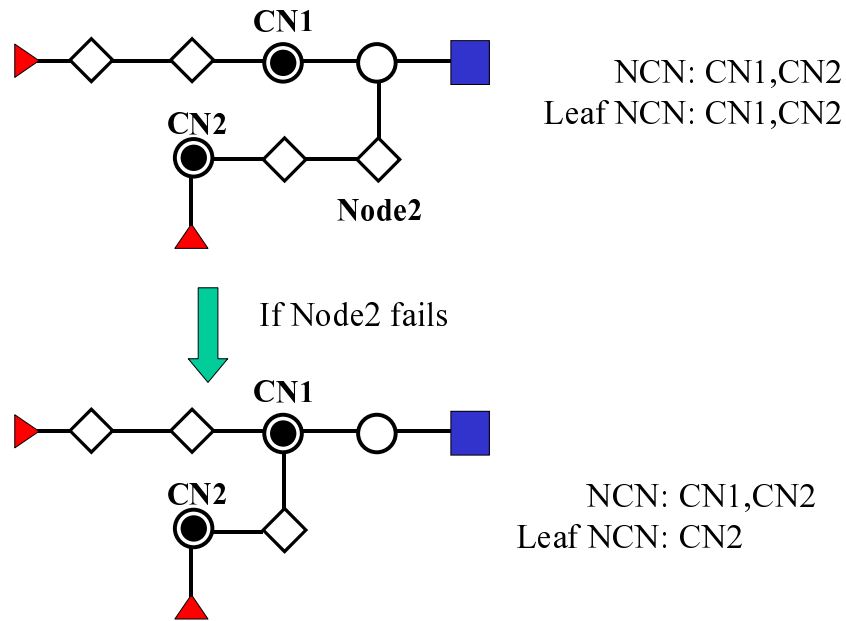 CN1
NCN: CN1,CN2
Leaf NCN: CN1,CN2
CN2
Node2
If Node2 fails
CN1
CN2
NCN: CN1,CN2
Leaf NCN: CN2